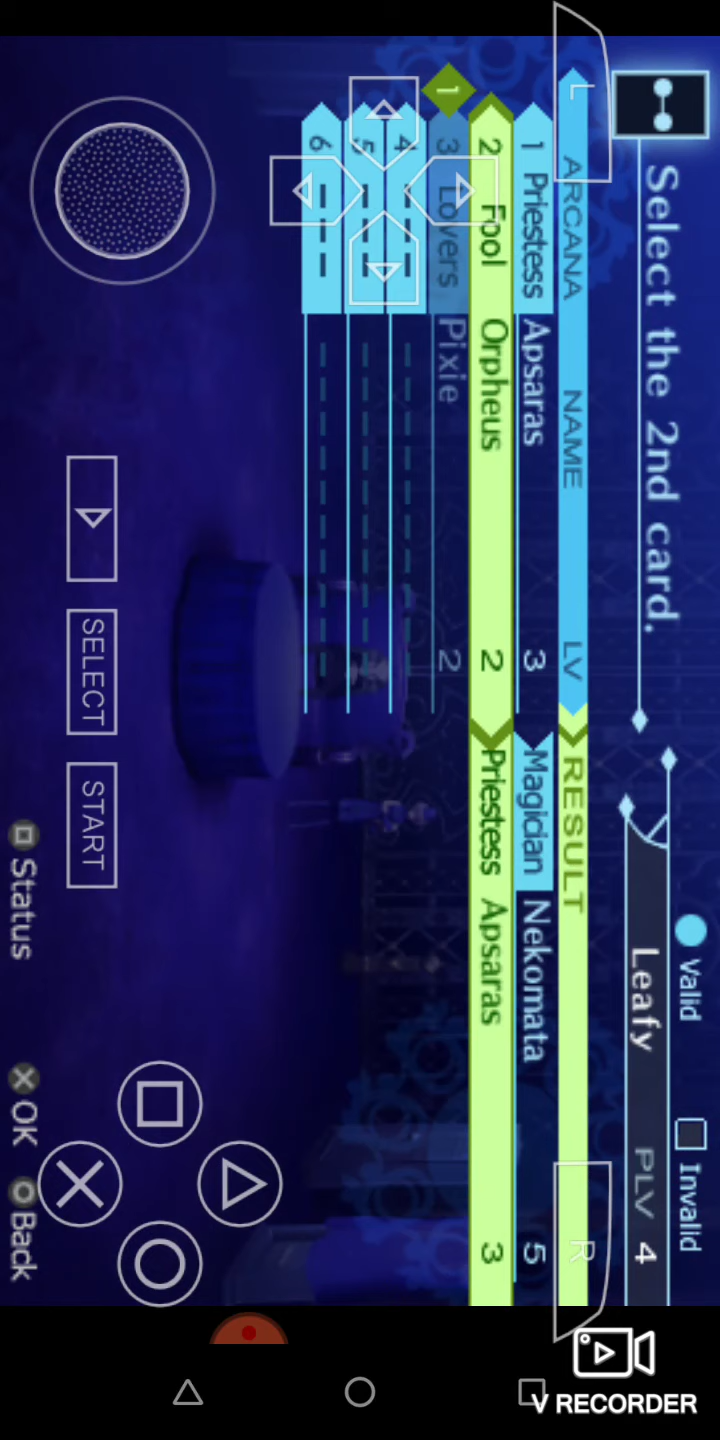 Select the 2nd card.
Valid
Invalid
Leafy PLV 4
L ARCANA NAME LV RESULT R
1 Priestess Apsaras 3 Magician Nekomata 5
2 Fool Orpheus 2 Priestess Apsaras 3
1 3 Lovers Pixie 2
4 --- ---------
5 --- ---------
6 --- ---------
SELECT
START
Status
OK
Back
V RECORDER